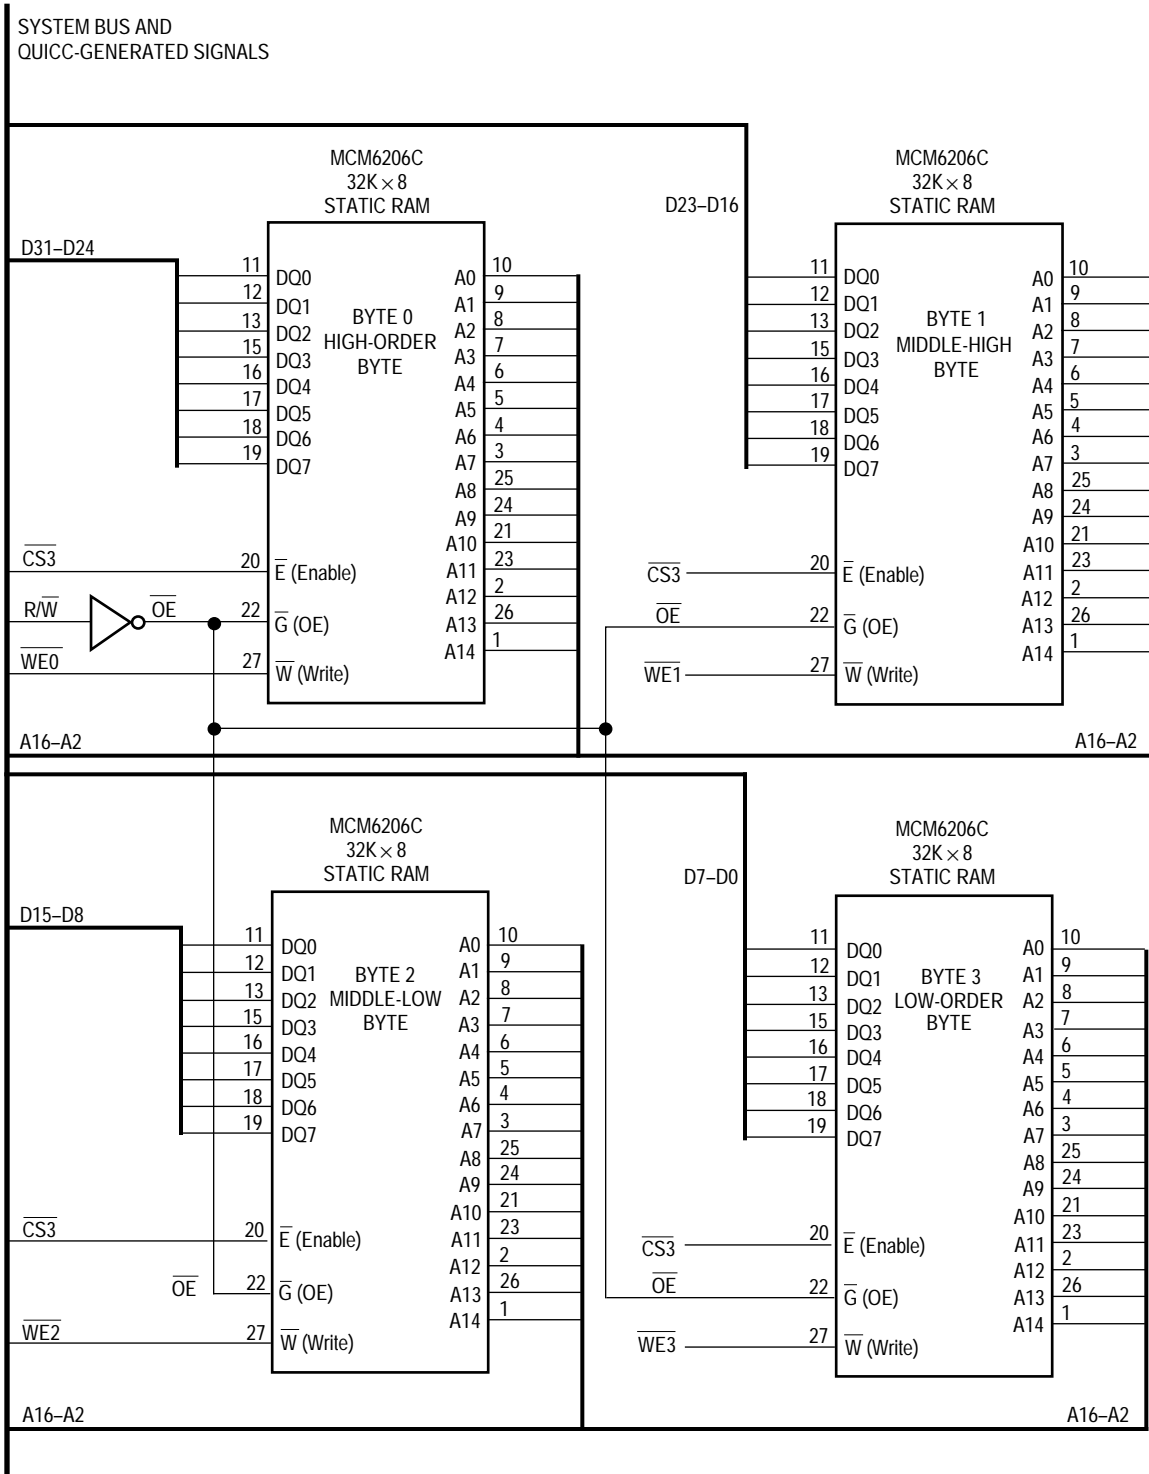 SYSTEM BUS AND
QUICC-GENERATED SIGNALS
MCM6206C
32K × 8
STATIC RAM
D31–D24
11 DQ0
12 DQ1
13 DQ2
15 DQ3
16 DQ4
17 DQ5
18 DQ6
19 DQ7
BYTE 0
HIGH-ORDER
BYTE
A0 10
A1 9
A2 8
A3 7
A4 6
A5 5
A6 4
A7 3
A8 25
A9 24
A10 21
A11 23
A12 2
A13 26
A14 1
C̅S̅3̅ 20 E̅ (Enable)
R/W̅ O̅E̅ 22 G̅ (OE)
W̅E̅0̅ 27 W̅ (Write)
A16–A2
MCM6206C
32K × 8
STATIC RAM
D23–D16
11 DQ0
12 DQ1
13 DQ2
15 DQ3
16 DQ4
17 DQ5
18 DQ6
19 DQ7
BYTE 1
MIDDLE-HIGH
BYTE
A0 10
A1 9
A2 8
A3 7
A4 6
A5 5
A6 4
A7 3
A8 25
A9 24
A10 21
A11 23
A12 2
A13 26
A14 1
C̅S̅3̅ 20 E̅ (Enable)
O̅E̅ 22 G̅ (OE)
W̅E̅1̅ 27 W̅ (Write)
A16–A2
MCM6206C
32K × 8
STATIC RAM
D15–D8
11 DQ0
12 DQ1
13 DQ2
15 DQ3
16 DQ4
17 DQ5
18 DQ6
19 DQ7
BYTE 2
MIDDLE-LOW
BYTE
A0 10
A1 9
A2 8
A3 7
A4 6
A5 5
A6 4
A7 3
A8 25
A9 24
A10 21
A11 23
A12 2
A13 26
A14 1
C̅S̅3̅ 20 E̅ (Enable)
O̅E̅ 22 G̅ (OE)
W̅E̅2̅ 27 W̅ (Write)
A16–A2
MCM6206C
32K × 8
STATIC RAM
D7–D0
11 DQ0
12 DQ1
13 DQ2
15 DQ3
16 DQ4
17 DQ5
18 DQ6
19 DQ7
BYTE 3
LOW-ORDER
BYTE
A0 10
A1 9
A2 8
A3 7
A4 6
A5 5
A6 4
A7 3
A8 25
A9 24
A10 21
A11 23
A12 2
A13 26
A14 1
C̅S̅3̅ 20 E̅ (Enable)
O̅E̅ 22 G̅ (OE)
W̅E̅3̅ 27 W̅ (Write)
A16–A2